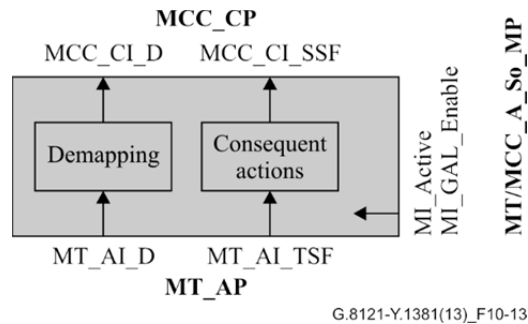 MCC_CP
MCC_CI_D MCC_CI_SSF
Demapping
Consequent
actions
MT_AI_D MT_AI_TSF
MT_AP
MI_Active
MI_GAL_Enable
MT/MCC_A_So_MP
G.8121-Y.1381(13)_F10-13